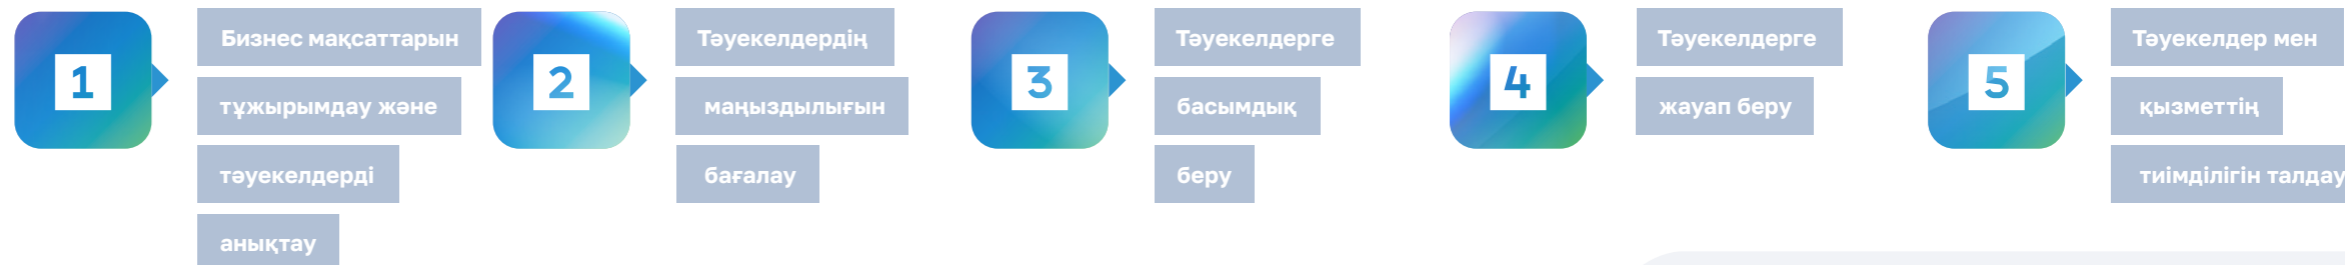 1
Бизнес мақсаттарын
тұжырымдау және
тәуекелдерді
анықтау
2
Тәуекелдердің
маңыздылығын
бағалау
3
Тәуекелдерге
басымдық
беру
4
Тәуекелдерге
жауап беру
5
Тәуекелдер мен
қызметтің
тиімділігін талдау